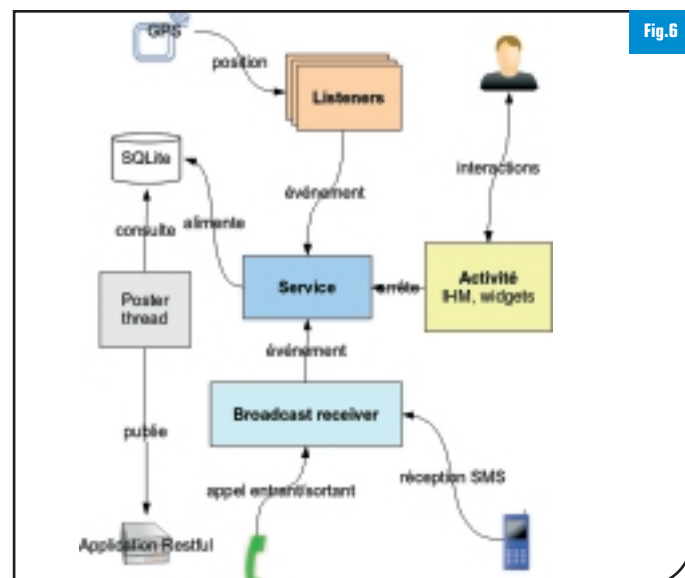 Fig.6
GPS
position
Listeners
interactions
SQLite
événement
alimente
consulte
Service
arrête
Activité
IHM, widgets
Poster
thread
événement
Broadcast receiver
publie
appel entrant/sortant
réception SMS
Application Restful